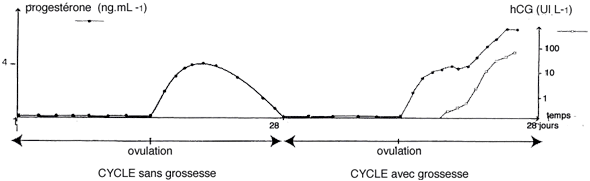 progestérone (ng.mL -1)
hCG (UI L-1)
4
100
10
1
temps
jours
1
28
28
ovulation
ovulation
CYCLE sans grossesse
CYCLE avec grossesse